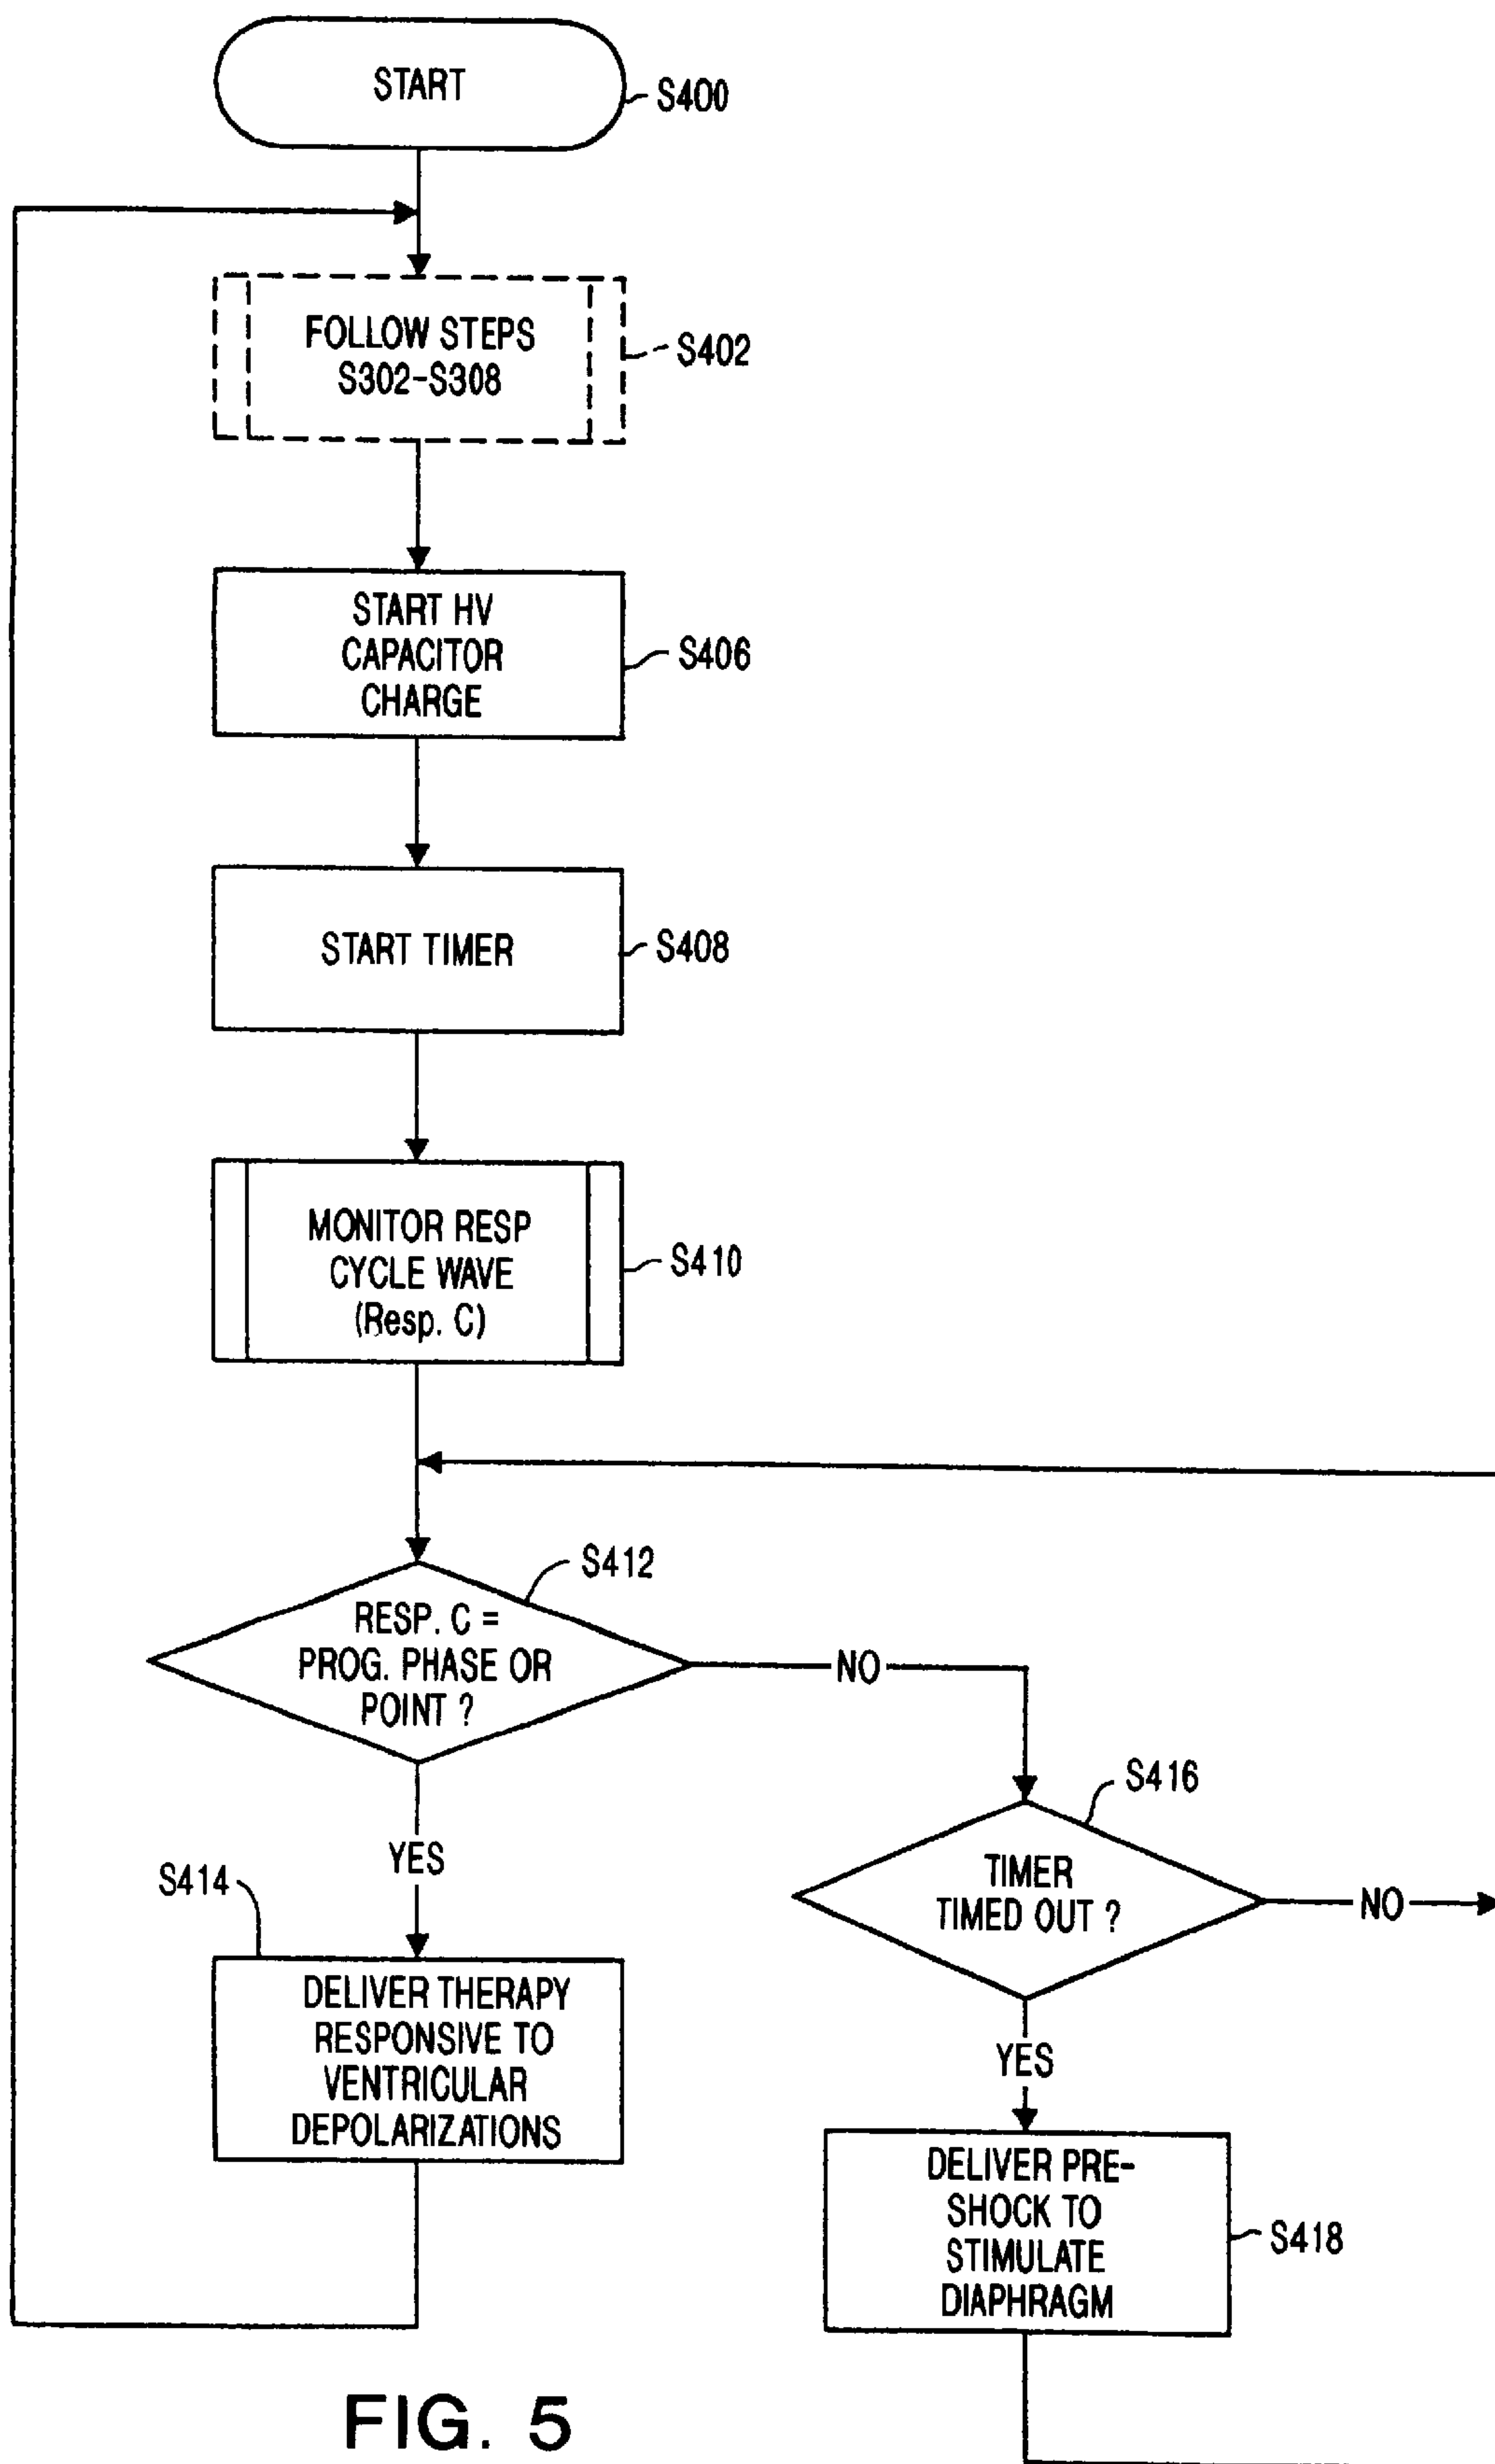 START
S400
FOLLOW STEPS
S302-S308
S402
START HV
CAPACITOR
CHARGE
S406
START TIMER
S408
MONITOR RESP
CYCLE WAVE
(Resp. C)
S410
S412
RESP. C =
PROG. PHASE OR
POINT ?
NO
YES
S416
TIMER
TIMED OUT ?
NO
YES
S414
DELIVER THERAPY
RESPONSIVE TO
VENTRICULAR
DEPOLARIZATIONS
DELIVER PRE-
SHOCK TO
STIMULATE
DIAPHRAGM
S418
FIG. 5